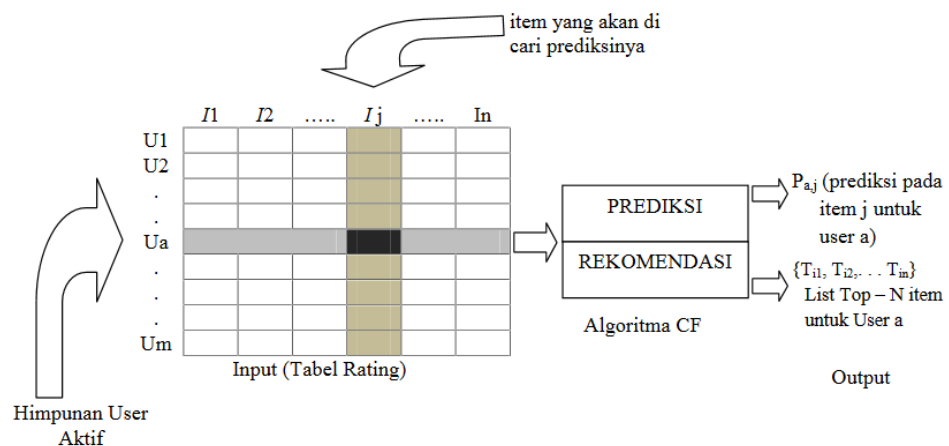 item yang akan di
cari prediksinya
I1 I2 ..... I j ..... In
U1
U2
.
.
Ua
.
.
.
Um
Input (Tabel Rating)
Himpunan User
Aktif
PREDIKSI
REKOMENDASI
Algoritma CF
Pa,j (prediksi pada
item j untuk
user a)
{Ti1, Ti2,. . . Tin}
List Top – N item
untuk User a
Output